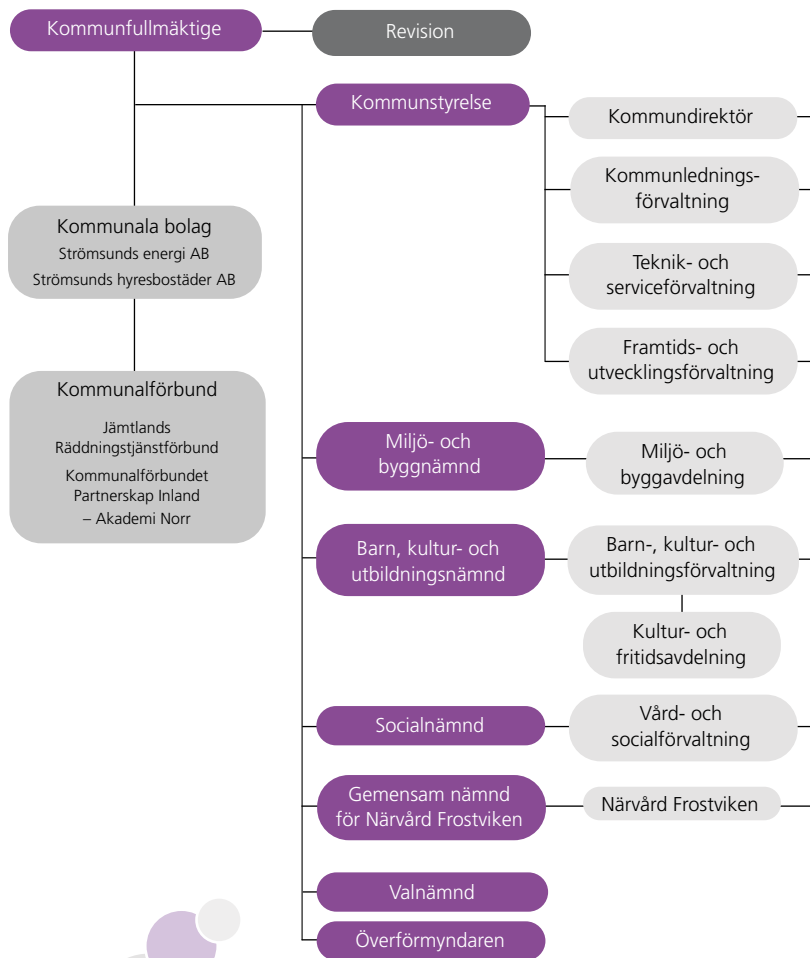 Kommunfullmäktige
Revision
Kommunstyrelse
Kommundirektör
Kommunlednings-
förvaltning
Teknik- och
serviceförvaltning
Framtids- och
utvecklingsförvaltning
Kommunala bolag
Strömsunds energi AB
Strömsunds hyresbostäder AB
Kommunalförbund
Jämtlands
Räddningstjänstförbund
Kommunalförbundet
Partnerskap Inland
– Akademi Norr
Miljö- och
byggnämnd
Miljö- och
byggavdelning
Barn, kultur- och
utbildningsnämnd
Barn-, kultur- och
utbildningsförvaltning
Kultur- och
fritidsavdelning
Socialnämnd
Vård- och
socialförvaltning
Gemensam nämnd
för Närvård Frostviken
Närvård Frostviken
Valnämnd
Överförmyndaren